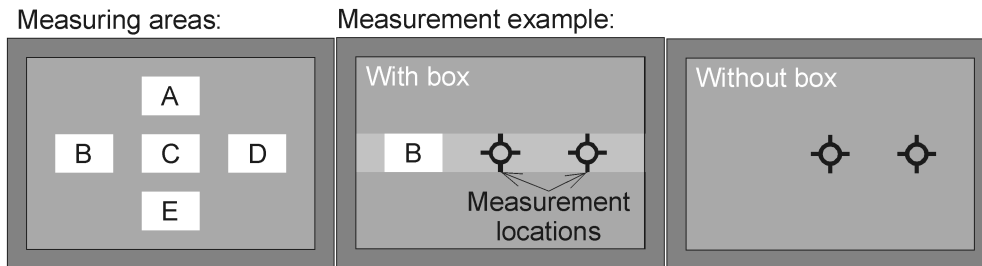 Measuring areas:
Measurement example:
A
B C D
E
With box
B
Measurement
locations
Without box